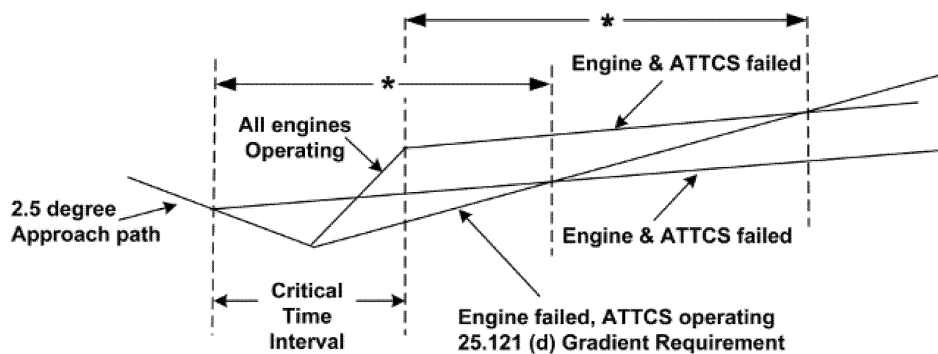 *
*
Engine & ATTCS failed
All engines
Operating
2.5 degree
Approach path
Engine & ATTCS failed
Critical
Time
Interval
Engine failed, ATTCS operating
25.121 (d) Gradient Requirement